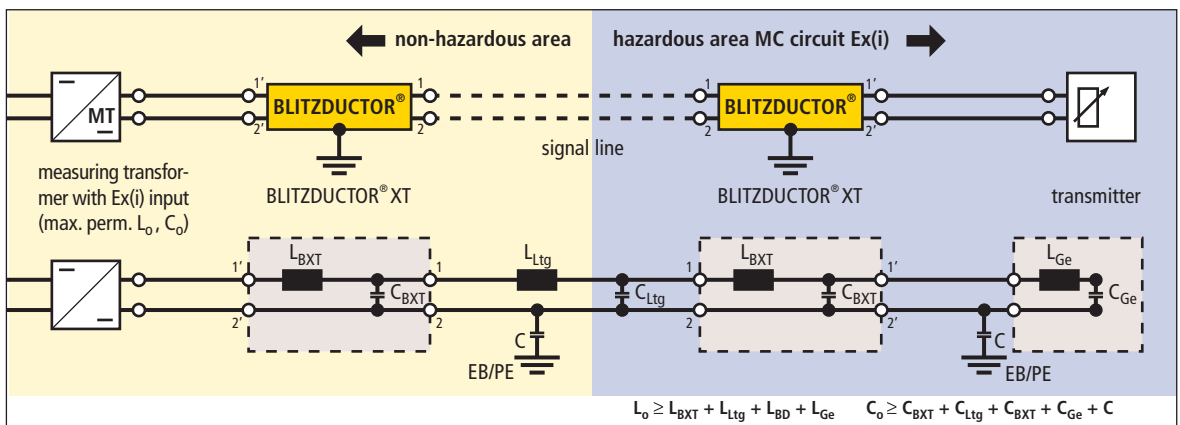 non-hazardous area
hazardous area MC circuit Ex(i)
MT
1’
2’
BLITZDUCTOR®
1
2
signal line
1
2
BLITZDUCTOR®
1’
2’
measuring transfor-
mer with Ex(i) input
(max. perm. Lo, Co)
BLITZDUCTOR® XT
BLITZDUCTOR® XT
transmitter
1’
2’
LBXT
CBXT
1
2
LLtg
CLtg
C
EB/PE
1
2
LBXT
CBXT
1’
2’
C
EB/PE
LGe
CGe
Lo ≥ LBXT + LLtg + LBD + LGe
Co ≥ CBXT + CLtg + CBXT + CGe + C